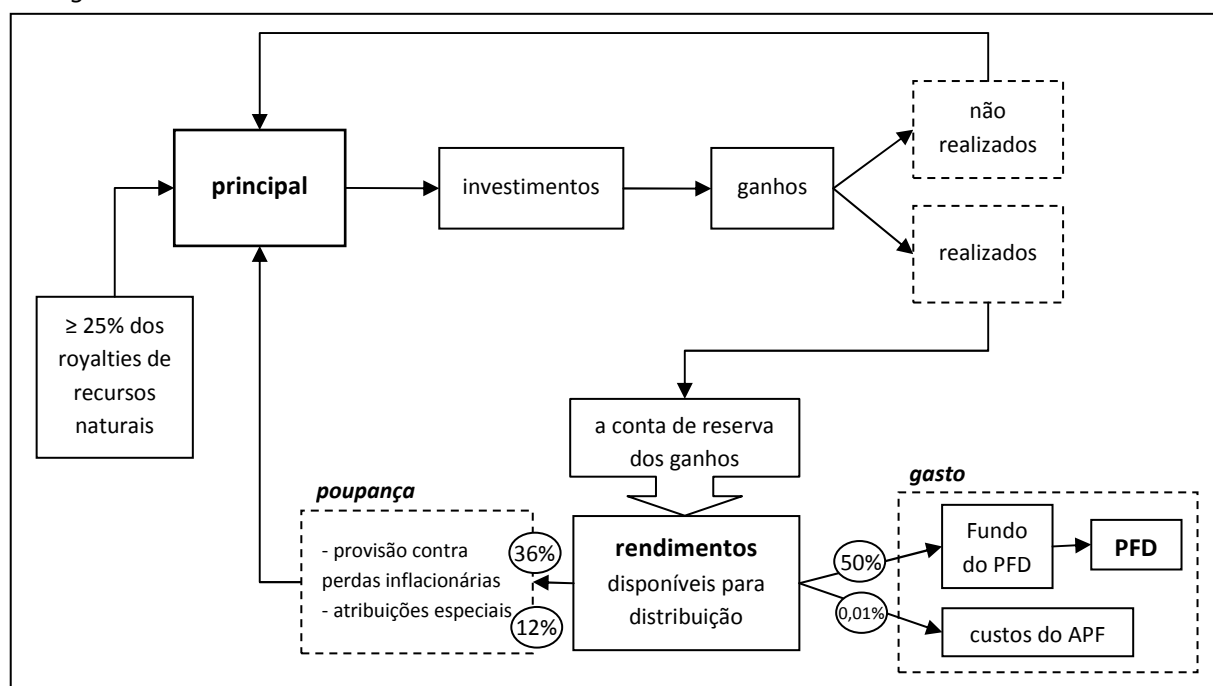 não
realizados
principal
investimentos
ganhos
realizados
≥ 25% dos
royalties de
recursos
naturais
a conta de reserva
dos ganhos
poupança
- provisão contra
perdas inflacionárias
- atribuições especiais
36%
12%
rendimentos
disponíveis para
distribuição
50%
0,01%
gasto
Fundo
do PFD
PFD
custos do APF